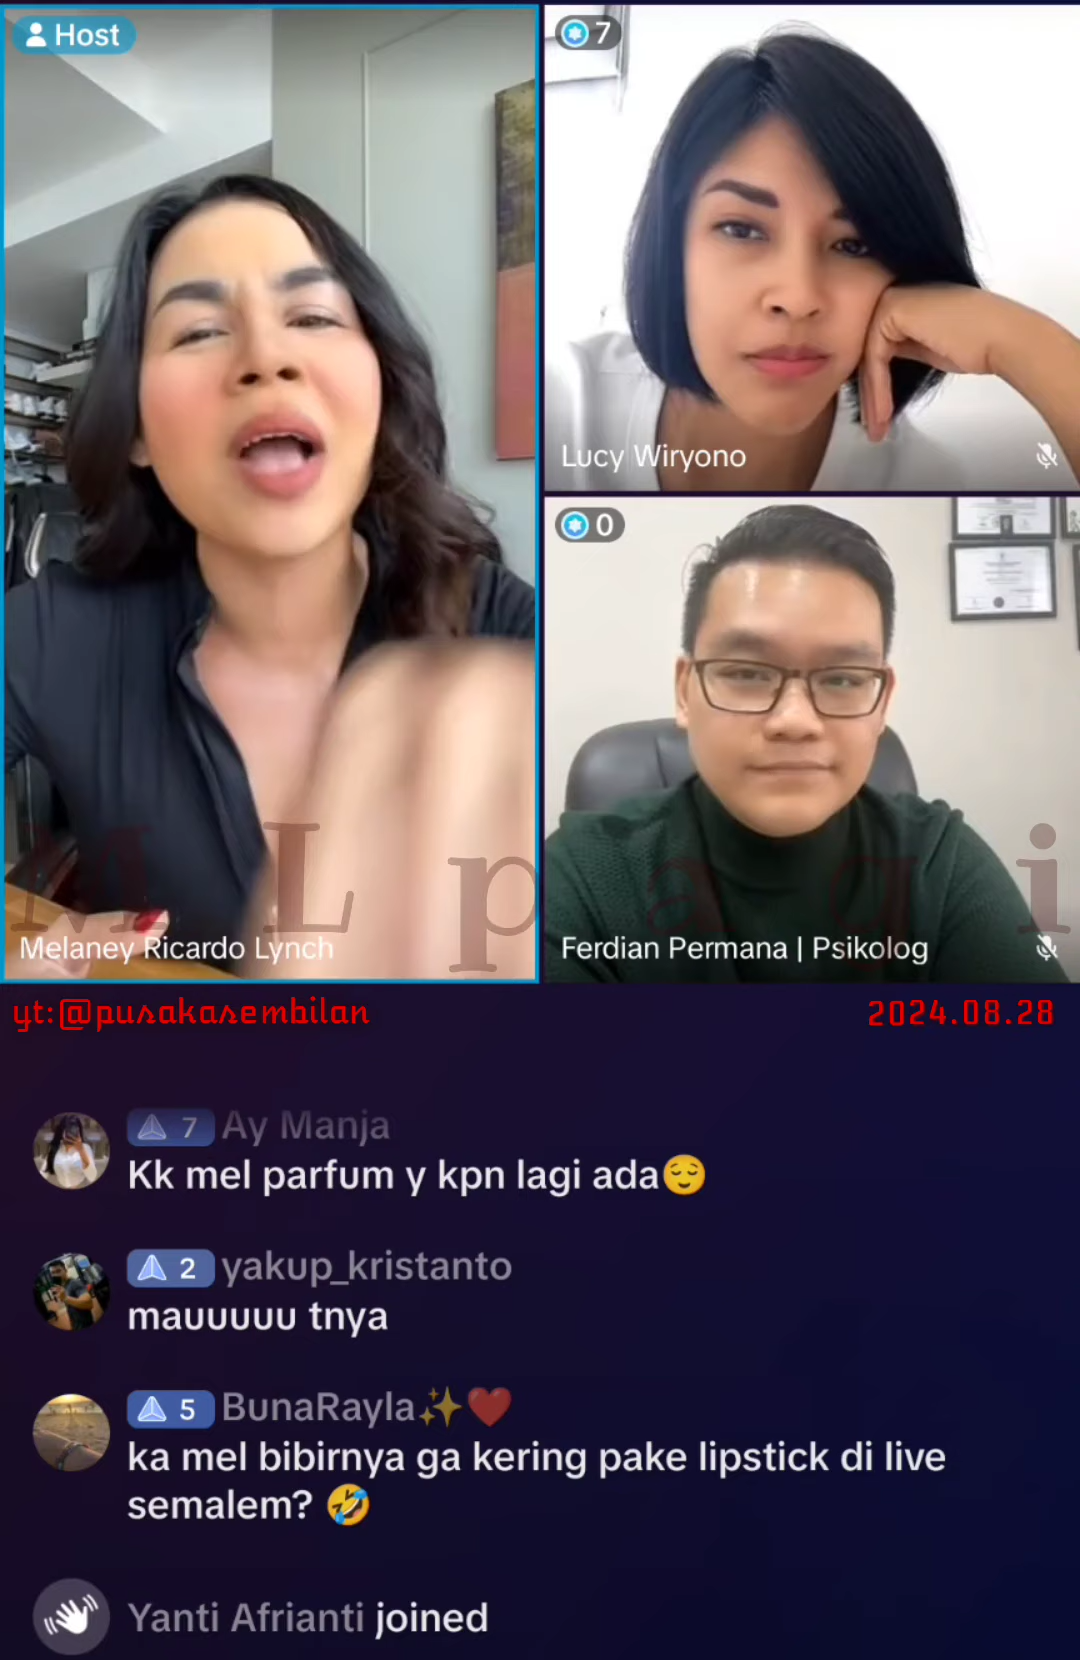 Host
7
Lucy Wiryono
0
M L p a g i
Melaney Ricardo Lynch
Ferdian Permana | Psikolog
yt:@pusakasembilan
2024.08.28
7 Ay Manja
Kk mel parfum y kpn lagi ada😌
2 yakup_kristanto
mauuuuu tnya
5 BunaRayla✨❤️
ka mel bibirnya ga kering pake lipstick di live
semalem? 🤣
Yanti Afrianti joined